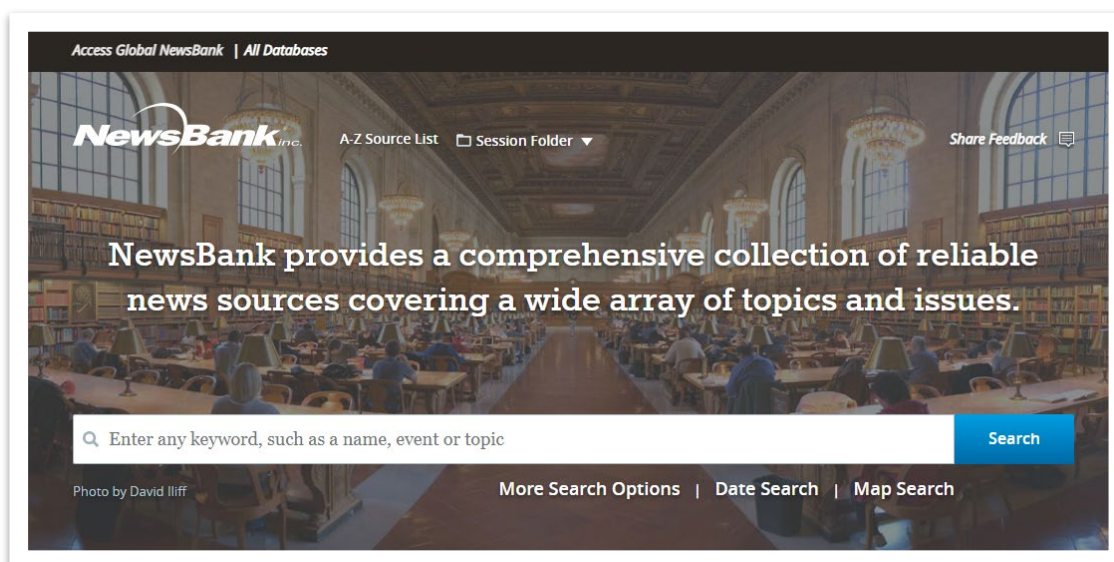 Access Global NewsBank | All Databases
NewsBank inc. A-Z Source List Session Folder ▼ Share Feedback
NewsBank provides a comprehensive collection of reliable
news sources covering a wide array of topics and issues.
Enter any keyword, such as a name, event or topic Search
Photo by David Iliff More Search Options | Date Search | Map Search